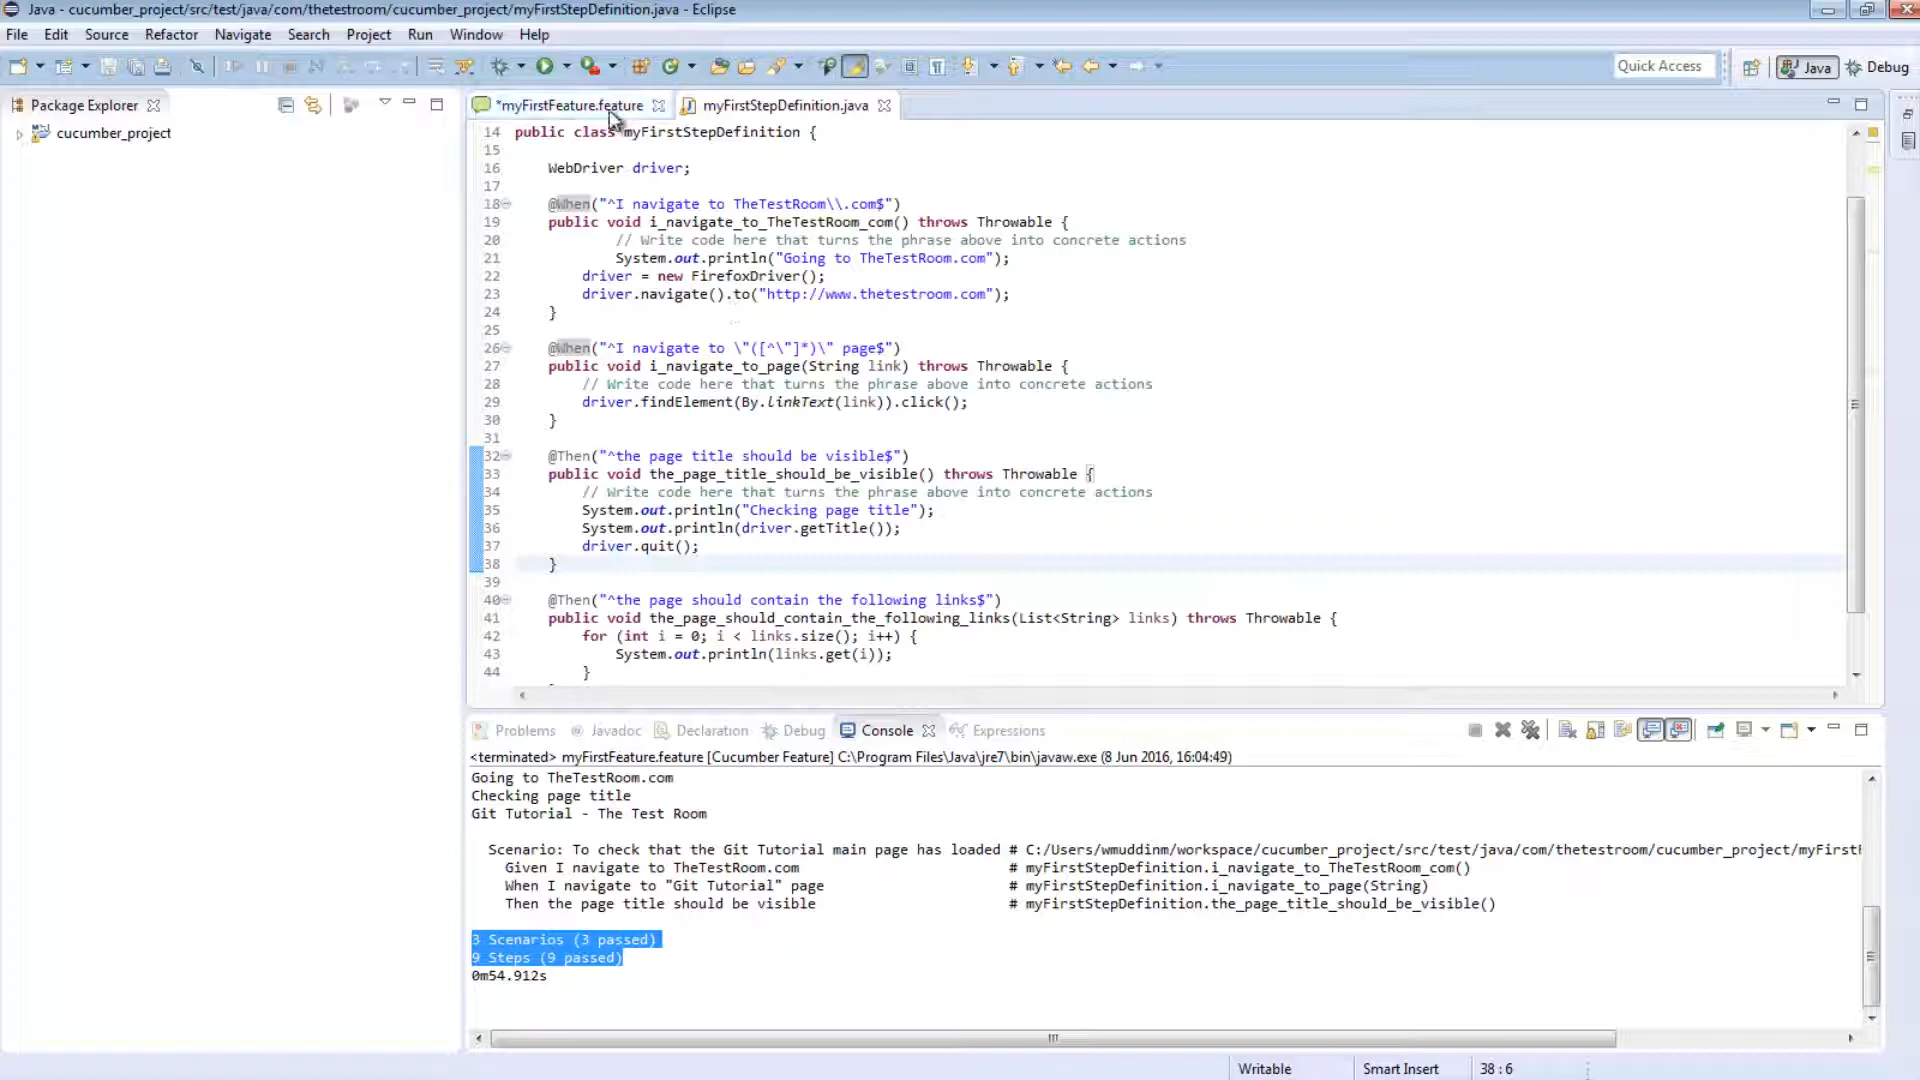 Java - cucumber_project/src/test/java/com/thetestroom/cucumber_project/myFirstStepDefinition.java - Eclipse
File Edit Source Refactor Navigate Search Project Run Window Help
Quick Access Java Debug
Package Explorer
*myFirstFeature.feature myFirstStepDefinition.java
cucumber_project
14 public class myFirstStepDefinition {
15
16 WebDriver driver;
17
18 @When("^I navigate to TheTestRoom\\.com$")
19 public void i_navigate_to_TheTestRoom_com() throws Throwable {
20 // Write code here that turns the phrase above into concrete actions
21 System.out.println("Going to TheTestRoom.com");
22 driver = new FirefoxDriver();
23 driver.navigate().to("http://www.thetestroom.com");
24 }
25
26 @When("^I navigate to \"([^\"]*)\" page$")
27 public void i_navigate_to_page(String link) throws Throwable {
28 // Write code here that turns the phrase above into concrete actions
29 driver.findElement(By.linkText(link)).click();
30 }
31
32 @Then("^the page title should be visible$")
33 public void the_page_title_should_be_visible() throws Throwable {
34 // Write code here that turns the phrase above into concrete actions
35 System.out.println("Checking page title");
36 System.out.println(driver.getTitle());
37 driver.quit();
38 }
39
40 @Then("^the page should contain the following links$")
41 public void the_page_should_contain_the_following_links(List<String> links) throws Throwable {
42 for (int i = 0; i < links.size(); i++) {
43 System.out.println(links.get(i));
44 }
Problems Javadoc Declaration Debug Console Expressions
<terminated> myFirstFeature.feature [Cucumber Feature] C:\Program Files\Java\jre7\bin\javaw.exe (8 Jun 2016, 16:04:49)
Going to TheTestRoom.com
Checking page title
Git Tutorial - The Test Room
Scenario: To check that the Git Tutorial main page has loaded # C:/Users/wmuddinm/workspace/cucumber_project/src/test/java/com/thetestroom/cucumber_project/myFirstF
Given I navigate to TheTestRoom.com # myFirstStepDefinition.i_navigate_to_TheTestRoom_com()
When I navigate to "Git Tutorial" page # myFirstStepDefinition.i_navigate_to_page(String)
Then the page title should be visible # myFirstStepDefinition.the_page_title_should_be_visible()
3 Scenarios (3 passed)
9 Steps (9 passed)
0m54.912s
Writable Smart Insert 38 : 6